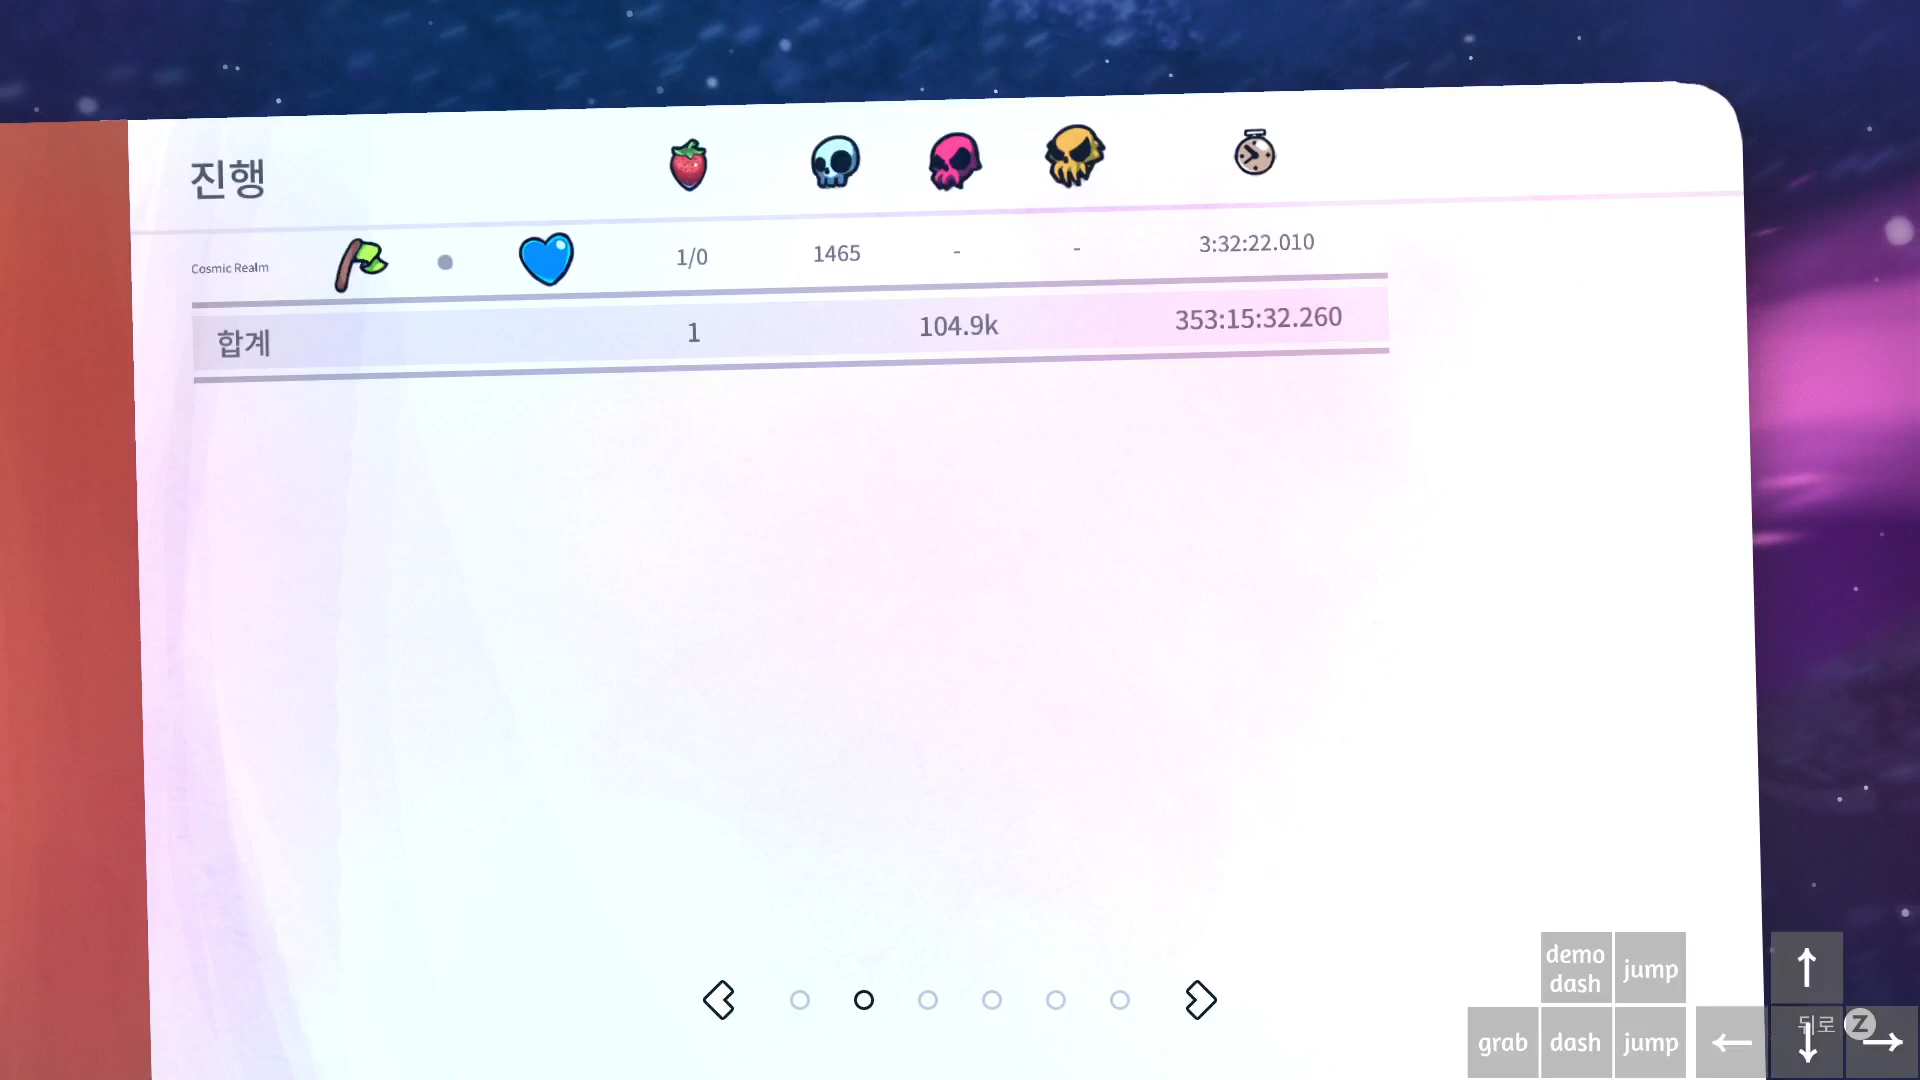 진행
Cosmic Realm 1/0 1465 - - 3:32:22.010
합계 1 104.9k 353:15:32.260
demo dash jump
grab dash jump
뒤로 Z